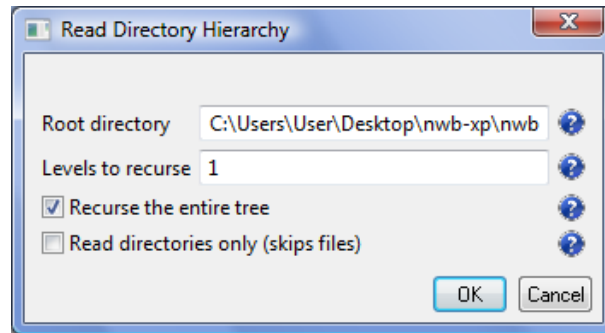 Read Directory Hierarchy
Root directory C:\Users\User\Desktop\nwb-xp\nwb
Levels to recurse 1
Recurse the entire tree
Read directories only (skips files)
OK Cancel